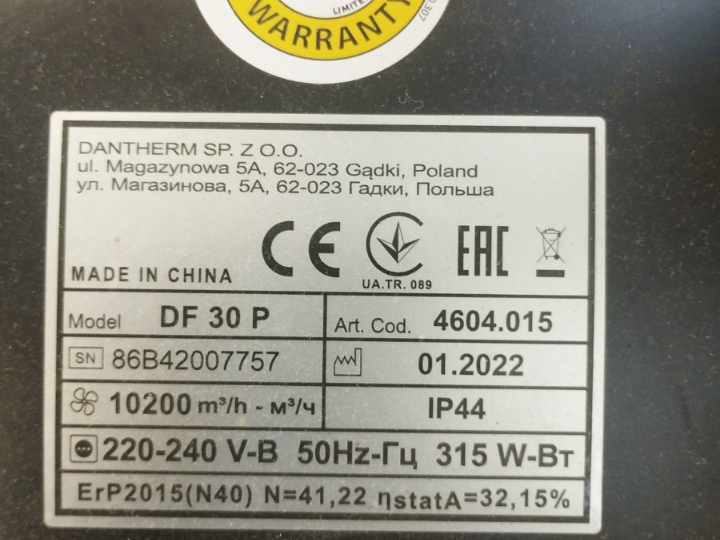 LIMITE
WARRANTY
307
DANTHERM SP. Z O.O.
ul. Magazynowa 5A, 62-023 Gądki, Poland
ул. Магазинова, 5А, 62-023 Гадки, Польша
MADE IN CHINA CE UA.TR. 089 EAC
Model DF 30 P Art. Cod. 4604.015
SN 86B42007757 01.2022
10200 m³/h - м³/ч IP44
220-240 V-В 50Hz-Гц 315 W-Вт
ErP2015(N40) N=41,22 ηstatA=32,15%